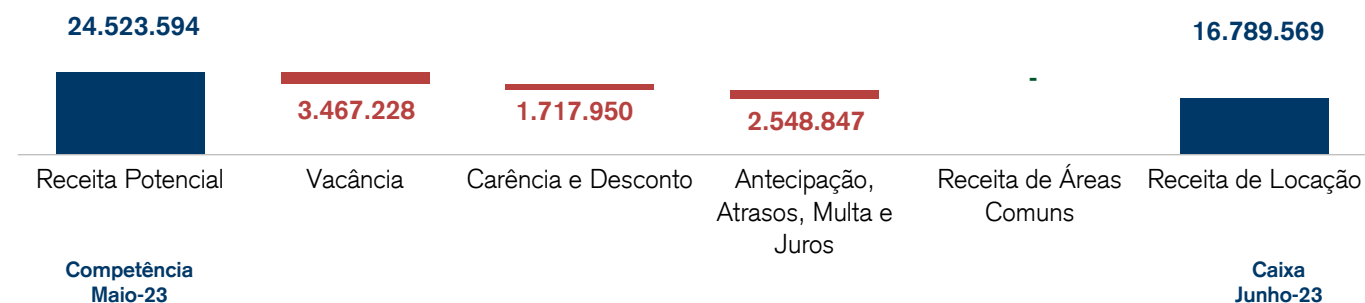 24.523.594
16.789.569
3.467.228
1.717.950
2.548.847
-
Receita Potencial
Vacância
Carência e Desconto
Antecipação,
Atrasos, Multa e
Juros
Receita de Áreas
Comuns
Receita de Locação
Competência
Maio-23
Caixa
Junho-23